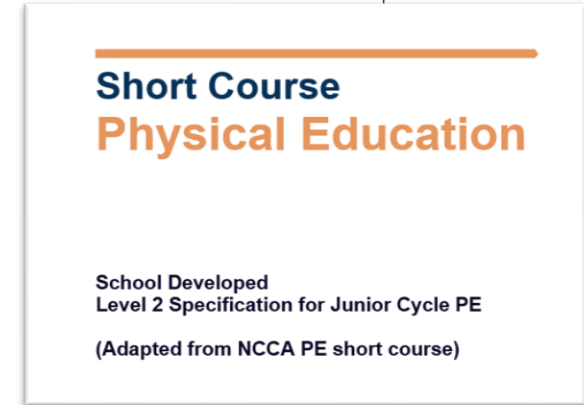 Short Course
Physical Education
School Developed
Level 2 Specification for Junior Cycle PE
(Adapted from NCCA PE short course)